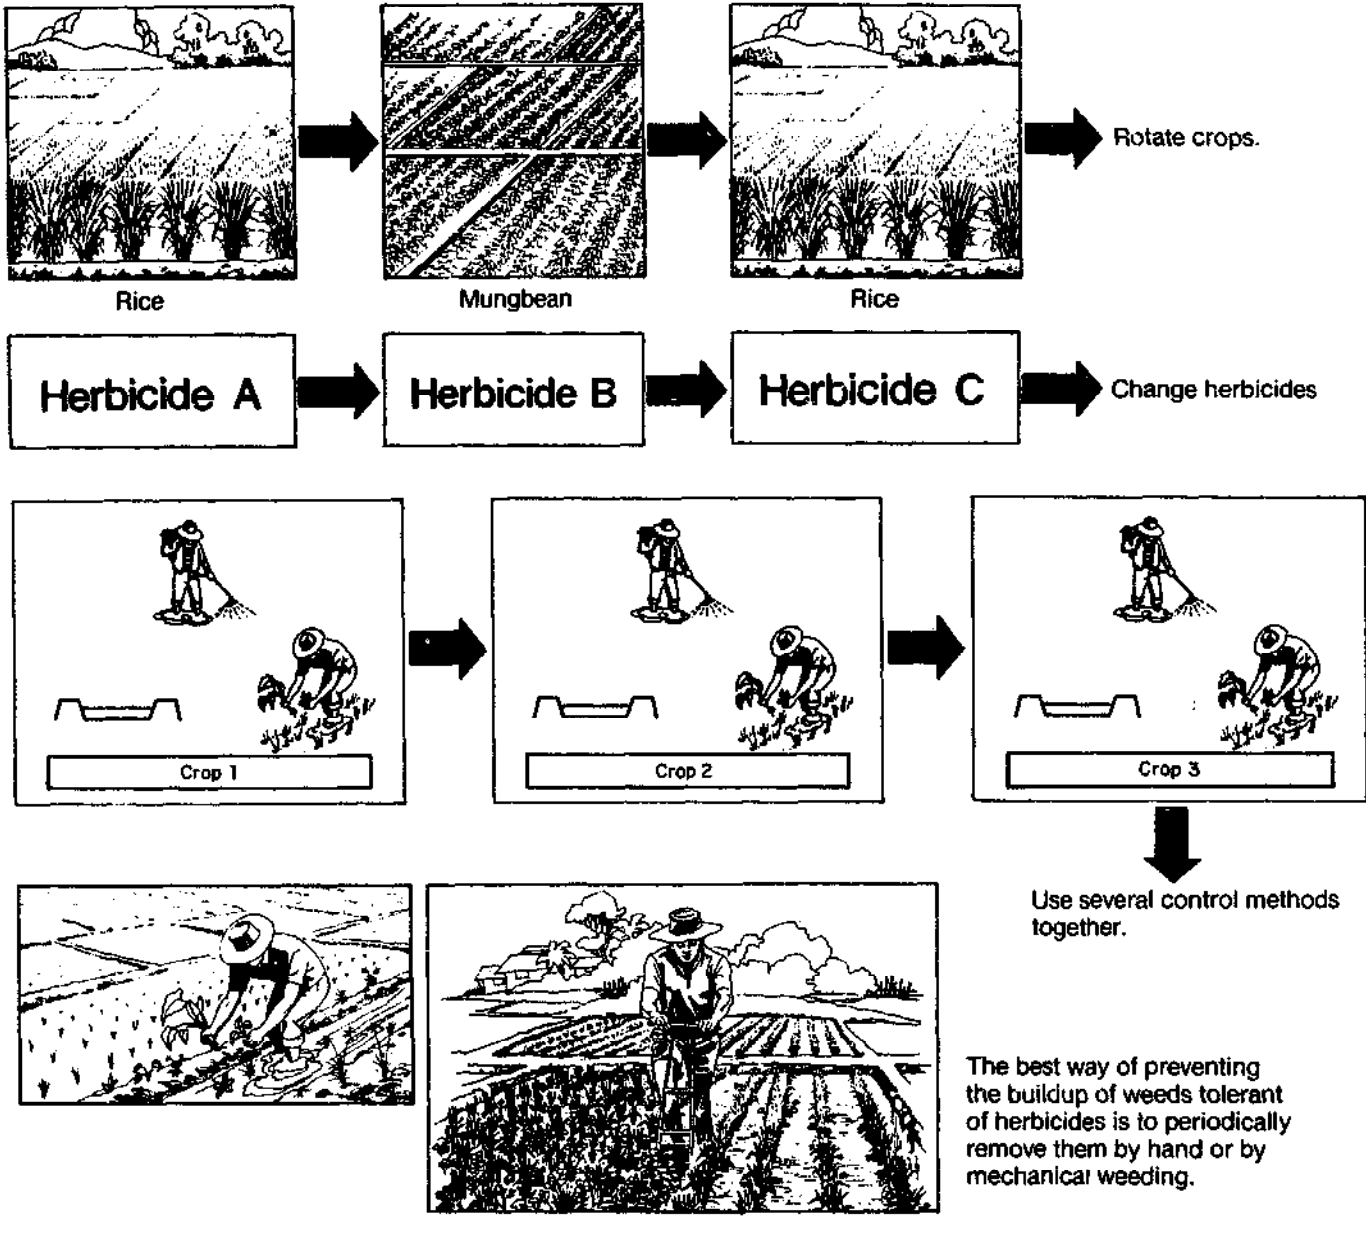 Rotate crops.
Rice
Mungbean
Rice
Herbicide A
Herbicide B
Herbicide C
Change herbicides
Crop 1
Crop 2
Crop 3
Use several control methods
together.
The best way of preventing
the buildup of weeds tolerant
of herbicides is to periodically
remove them by hand or by
mechanical weeding.